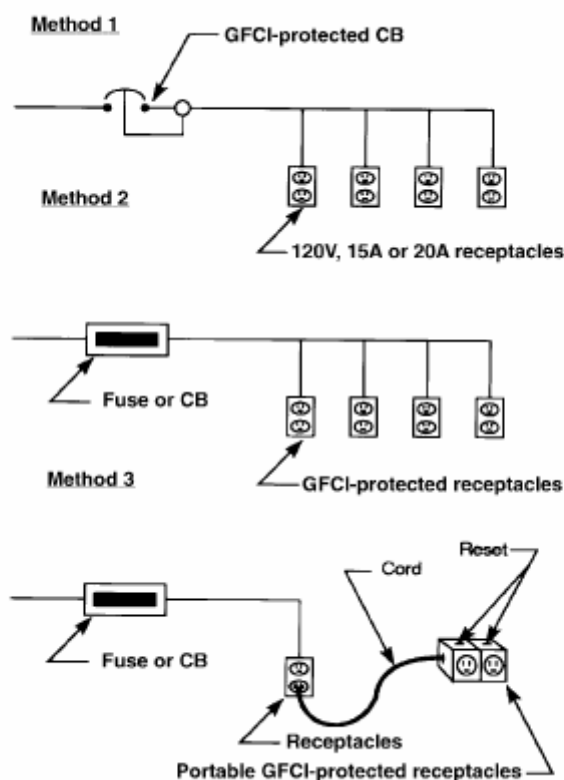 Method 1
GFCI-protected CB
Method 2
120V, 15A or 20A receptacles
Fuse or CB
GFCI-protected receptacles
Method 3
Reset
Cord
Fuse or CB
Receptacles
Portable GFCI-protected receptacles